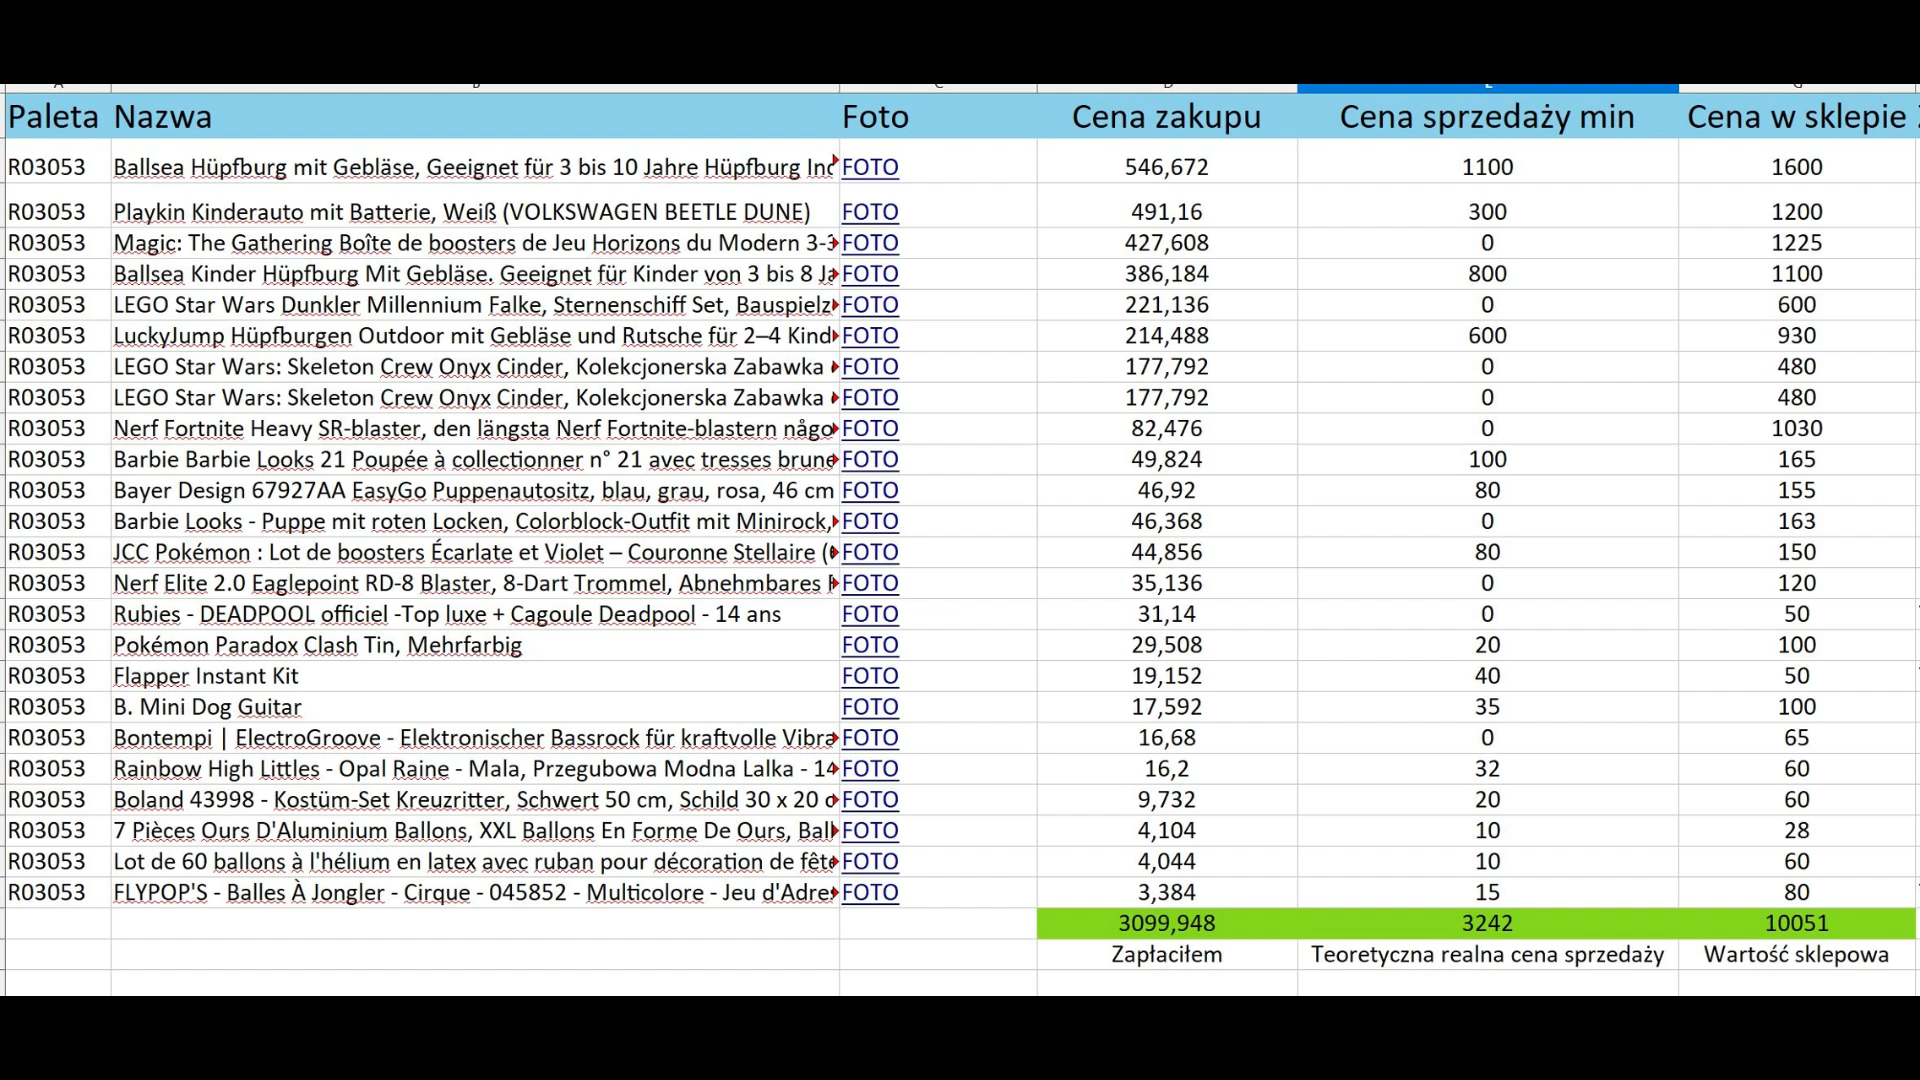 Paleta Nazwa Foto Cena zakupu Cena sprzedaży min Cena w sklepie
R03053 Ballsea Hüpfburg mit Gebläse, Geeignet für 3 bis 10 Jahre Hüpfburg FOTO 546,672 1100 1600
R03053 Playkin Kinderauto mit Batterie, Weiß (VOLKSWAGEN BEETLE DUNE) FOTO 491,16 300 1200
R03053 Magic: The Gathering Boîte de boosters de Jeu Horizons du Modern 3- FOTO 427,608 0 1225
R03053 Ballsea Kinder Hüpfburg Mit Gebläse. Geeignet für Kinder von 3 bis 8 FOTO 386,184 800 1100
R03053 LEGO Star Wars Dunkler Millennium Falke, Sternenschiff Set, Bauspielz FOTO 221,136 0 600
R03053 LuckyJump Hüpfburgen Outdoor mit Gebläse und Rutsche für 2–4 Kind FOTO 214,488 600 930
R03053 LEGO Star Wars: Skeleton Crew Onyx Cinder, Kolekcjonerska Zabawka FOTO 177,792 0 480
R03053 LEGO Star Wars: Skeleton Crew Onyx Cinder, Kolekcjonerska Zabawka FOTO 177,792 0 480
R03053 Nerf Fortnite Heavy SR-blaster, den längsta Nerf Fortnite-blastern någo FOTO 82,476 0 1030
R03053 Barbie Barbie Looks 21 Poupée à collectionner n° 21 avec tresses brune FOTO 49,824 100 165
R03053 Bayer Design 67927AA EasyGo Puppenautositz, blau, grau, rosa, 46 cm FOTO 46,92 80 155
R03053 Barbie Looks - Puppe mit roten Locken, Colorblock-Outfit mit Minirock, FOTO 46,368 0 163
R03053 JCC Pokémon : Lot de boosters Écarlate et Violet – Couronne Stellaire ( FOTO 44,856 80 150
R03053 Nerf Elite 2.0 Eaglepoint RD-8 Blaster, 8-Dart Trommel, Abnehmbares FOTO 35,136 0 120
R03053 Rubies - DEADPOOL officiel -Top luxe + Cagoule Deadpool - 14 ans FOTO 31,14 0 50
R03053 Pokémon Paradox Clash Tin, Mehrfarbig FOTO 29,508 20 100
R03053 Flapper Instant Kit FOTO 19,152 40 50
R03053 B. Mini Dog Guitar FOTO 17,592 35 100
R03053 Bontempi | ElectroGroove - Elektronischer Bassrock für kraftvolle Vibra FOTO 16,68 0 65
R03053 Rainbow High Littles - Opal Raine - Mala, Przegubowa Modna Lalka - 14 FOTO 16,2 32 60
R03053 Boland 43998 - Kostüm-Set Kreuzritter, Schwert 50 cm, Schild 30 x 20 c FOTO 9,732 20 60
R03053 7 Pièces Ours D'Aluminium Ballons, XXL Ballons En Forme De Ours, Ball FOTO 4,104 10 28
R03053 Lot de 60 ballons à l'hélium en latex avec ruban pour décoration de fête FOTO 4,044 10 60
R03053 FLYPOP'S - Balles À Jongler - Cirque - 045852 - Multicolore - Jeu d'Adres FOTO 3,384 15 80
3099,948 3242 10051
Zapłaciłem Teoretyczna realna cena sprzedaży Wartość sklepowa